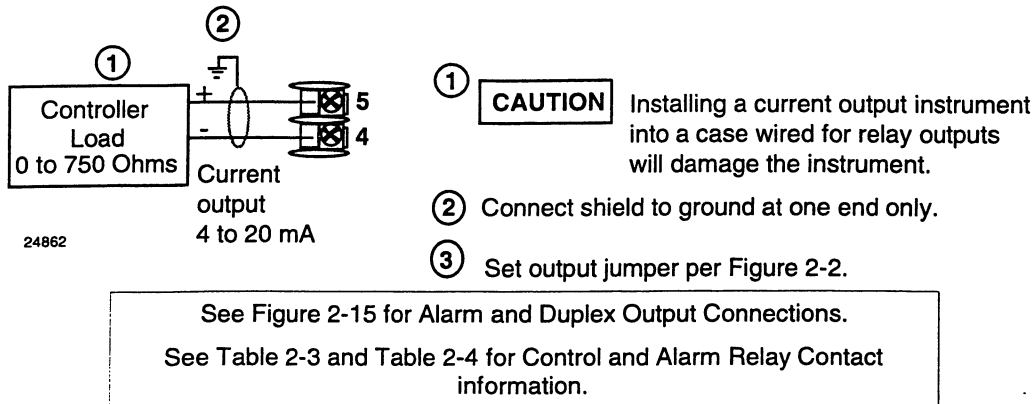 ②
①
Controller
Load
0 to 750 Ohms
+
-
5
4
Current
output
4 to 20 mA
24862
① CAUTION Installing a current output instrument
into a case wired for relay outputs
will damage the instrument.
② Connect shield to ground at one end only.
③ Set output jumper per Figure 2-2.
See Figure 2-15 for Alarm and Duplex Output Connections.
See Table 2-3 and Table 2-4 for Control and Alarm Relay Contact
information.